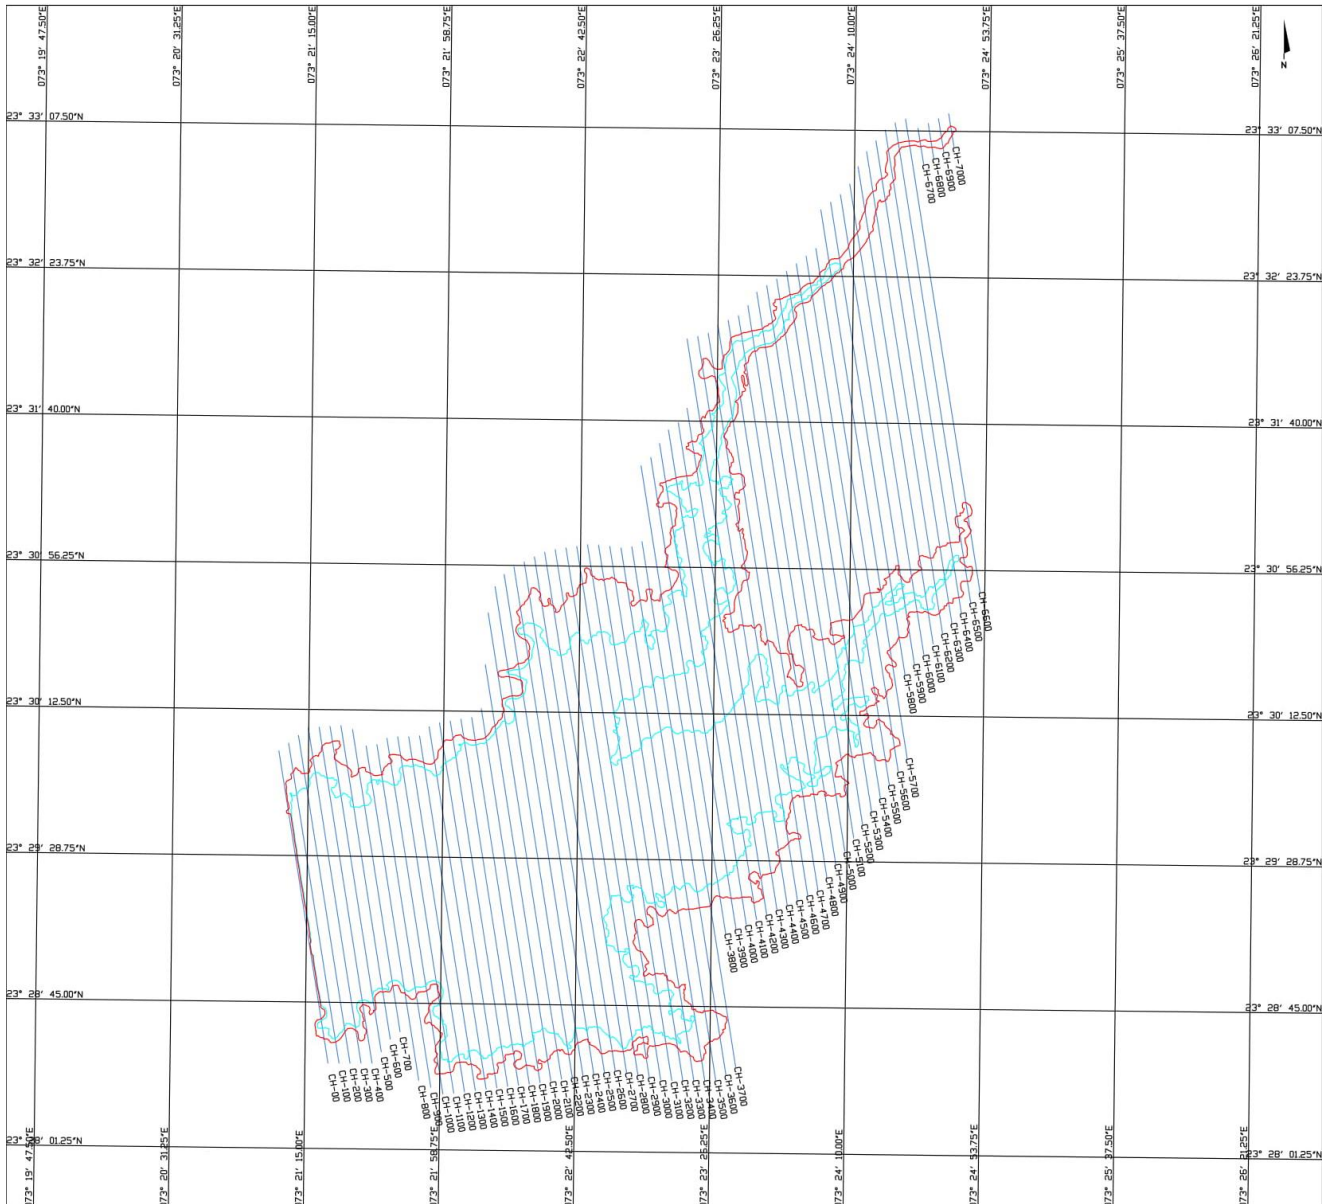 073° 19' 47.50"E
073° 20' 31.25"E
073° 21' 15.00"E
073° 21' 58.75"E
073° 22' 42.50"E
073° 23' 26.25"E
073° 24' 10.00"E
073° 24' 53.75"E
073° 25' 37.50"E
073° 26' 21.25"E
N
23° 33' 07.50"N
23° 33' 07.50"N
CH-7000
CH-6900
CH-6800
CH-6700
23° 32' 23.75"N
23° 32' 23.75"N
23° 31' 40.00"N
23° 31' 40.00"N
23° 30' 56.25"N
23° 30' 56.25"N
CH-6600
CH-6500
CH-6400
CH-6300
CH-6200
CH-6100
CH-6000
CH-5900
CH-5800
23° 30' 12.50"N
23° 30' 12.50"N
CH-5700
CH-5600
CH-5500
CH-5400
CH-5300
CH-5200
CH-5100
CH-5000
CH-4900
CH-4800
CH-4700
CH-4600
CH-4500
CH-4400
CH-4300
CH-4200
CH-4100
CH-4000
CH-3900
CH-3800
23° 29' 28.75"N
23° 29' 28.75"N
23° 28' 45.00"N
23° 28' 45.00"N
CH-00
CH-100
CH-200
CH-300
CH-400
CH-500
CH-600
CH-700
CH-800
CH-900
CH-1000
CH-1100
CH-1200
CH-1300
CH-1400
CH-1500
CH-1600
CH-1700
CH-1800
CH-1900
CH-2000
CH-2100
CH-2200
CH-2300
CH-2400
CH-2500
CH-2600
CH-2700
CH-2800
CH-2900
CH-3000
CH-3100
CH-3200
CH-3300
CH-3400
CH-3500
CH-3600
CH-3700
23° 28' 01.25"N
23° 28' 01.25"N
073° 19' 47.50"E
073° 20' 31.25"E
073° 21' 15.00"E
073° 21' 58.75"E
073° 22' 42.50"E
073° 23' 26.25"E
073° 24' 10.00"E
073° 24' 53.75"E
073° 25' 37.50"E
073° 26' 21.25"E